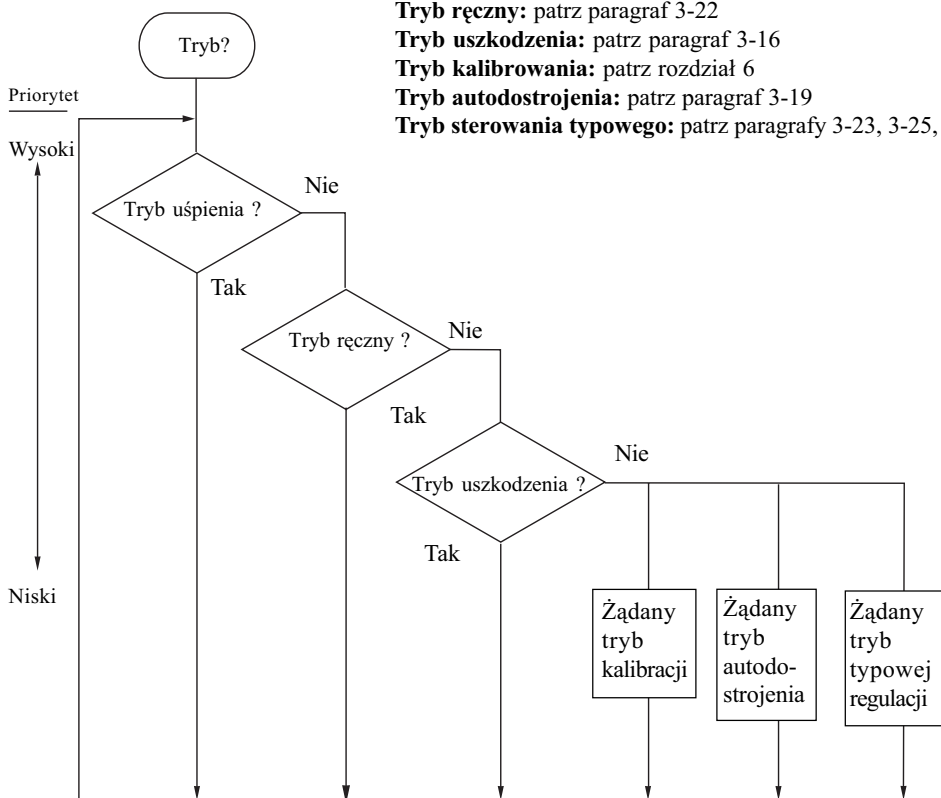 Tryb ręczny: patrz paragraf 3-22
Tryb uszkodzenia: patrz paragraf 3-16
Tryb kalibrowania: patrz rozdział 6
Tryb autodostrojenia: patrz paragraf 3-19
Tryb sterowania typowego: patrz paragrafy 3-23, 3-25,
Tryb?
Priorytet
Wysoki
Nie
Tryb uśpienia ?
Tak
Nie
Tryb ręczny ?
Tak
Nie
Tryb uszkodzenia ?
Tak
Niski
Żądany
tryb
kalibracji
Żądany
tryb
autodo-
strojenia
Żądany
tryb
typowej
regulacji